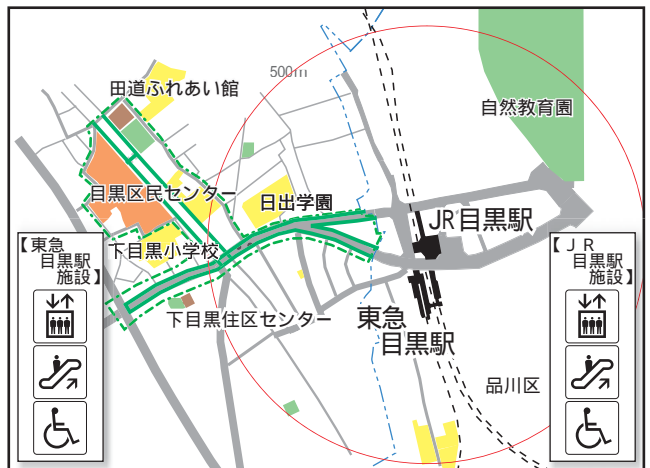 500m
田道ふれあい館
自然教育園
目黒区民センター
日出学園
JR目黒駅
下目黒小学校
【東急
目黒駅
施設】
【JR
目黒駅
施設】
下目黒住区センター
東急
目黒駅
品川区